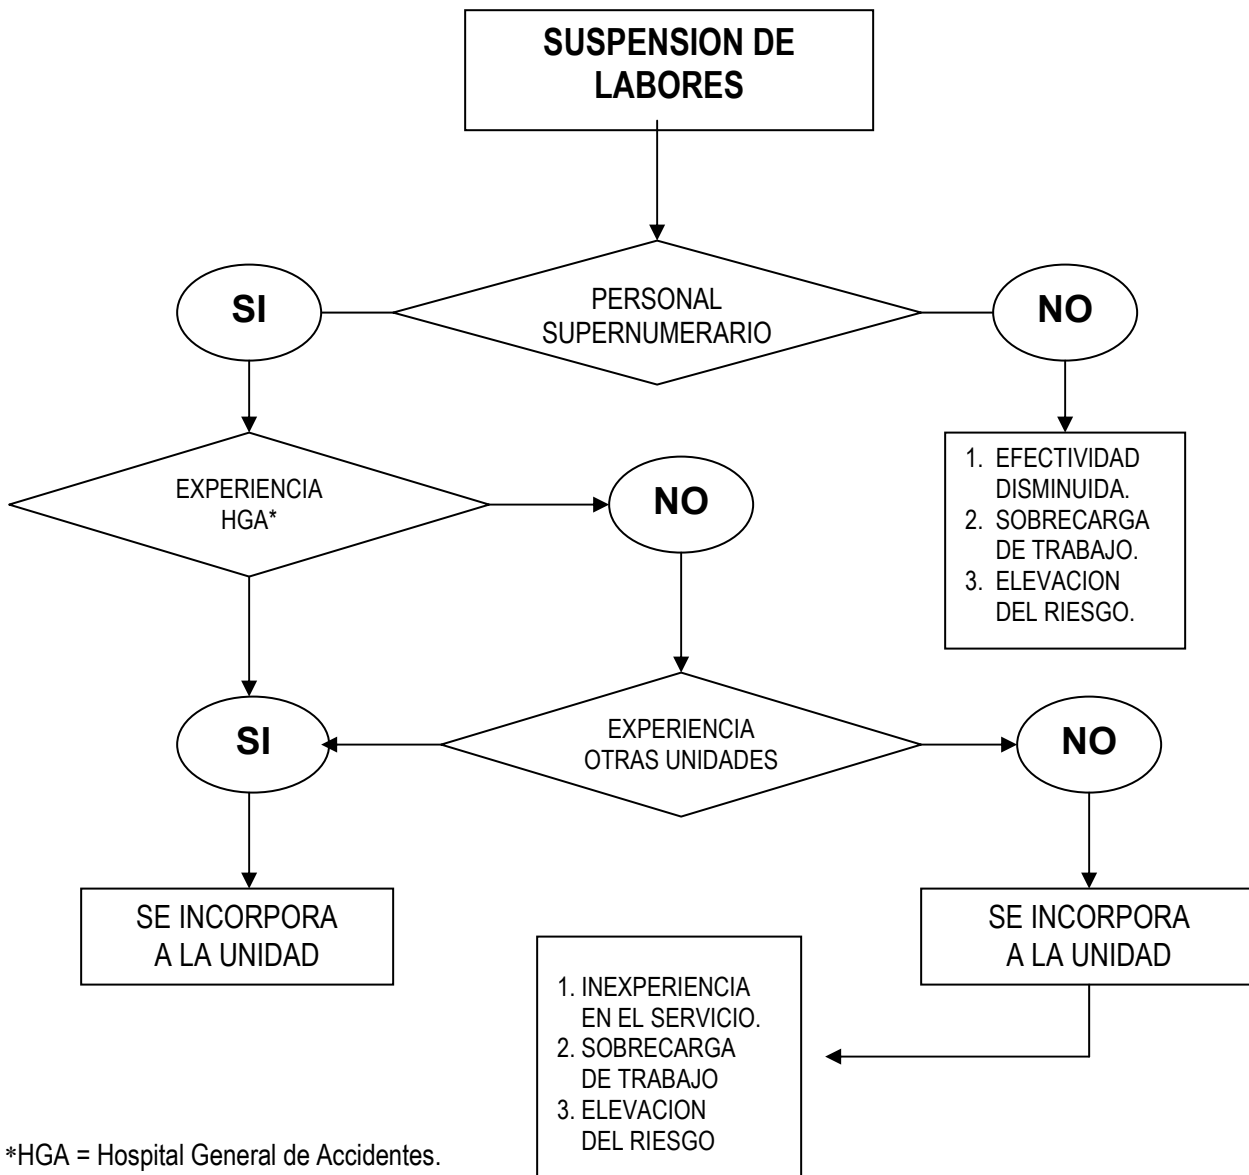 SUSPENSION DE
LABORES
PERSONAL
SUPERNUMERARIO
SI
NO
EXPERIENCIA
HGA*
NO
1. EFECTIVIDAD
DISMINUIDA.
2. SOBRECARGA
DE TRABAJO.
3. ELEVACION
DEL RIESGO.
SI
EXPERIENCIA
OTRAS UNIDADES
NO
SE INCORPORA
A LA UNIDAD
SE INCORPORA
A LA UNIDAD
1. INEXPERIENCIA
EN EL SERVICIO.
2. SOBRECARGA
DE TRABAJO
3. ELEVACION
DEL RIESGO
*HGA = Hospital General de Accidentes.